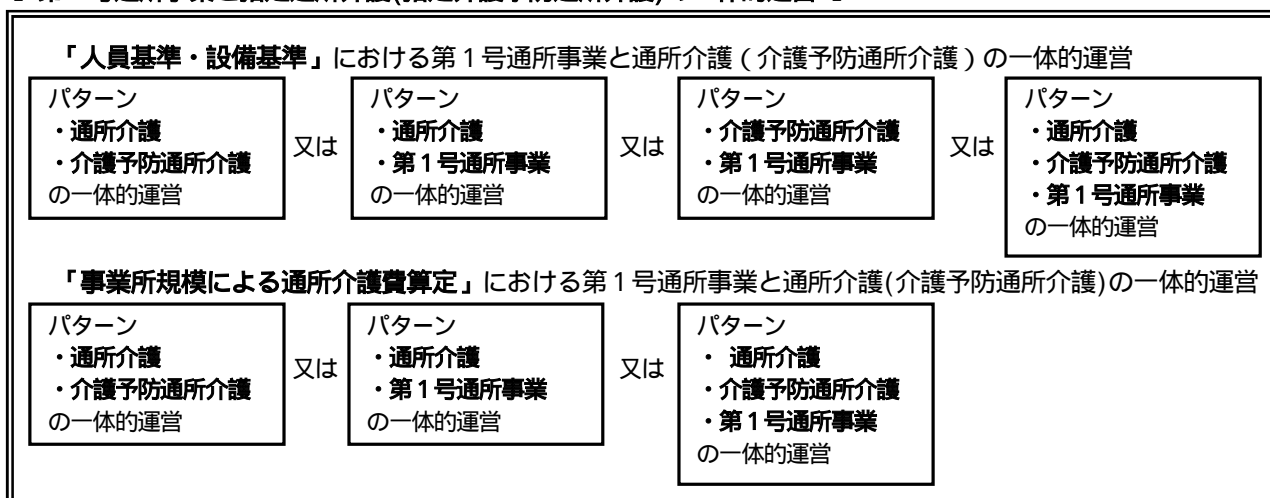 「人員基準・設備基準」における第１号通所事業と通所介護（介護予防通所介護）の一体的運営
パターン
・通所介護
・介護予防通所介護
の一体的運営
又は
パターン
・通所介護
・第１号通所事業
の一体的運営
又は
パターン
・介護予防通所介護
・第１号通所事業
の一体的運営
又は
パターン
・通所介護
・介護予防通所介護
・第１号通所事業
の一体的運営
「事業所規模による通所介護費算定」における第１号通所事業と通所介護(介護予防通所介護)の一体的運営
パターン
・通所介護
・介護予防通所介護
の一体的運営
又は
パターン
・通所介護
・第１号通所事業
の一体的運営
又は
パターン
・ 通所介護
・介護予防通所介護
・第１号通所事業
の一体的運営